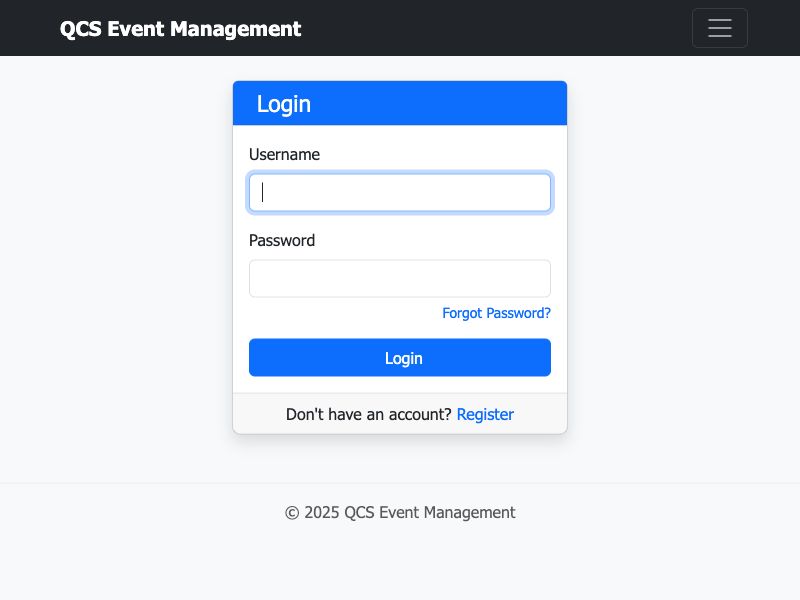 QCS Event Management
Login
Username
Password
Forgot Password?
Login
Don't have an account? Register
© 2025 QCS Event Management